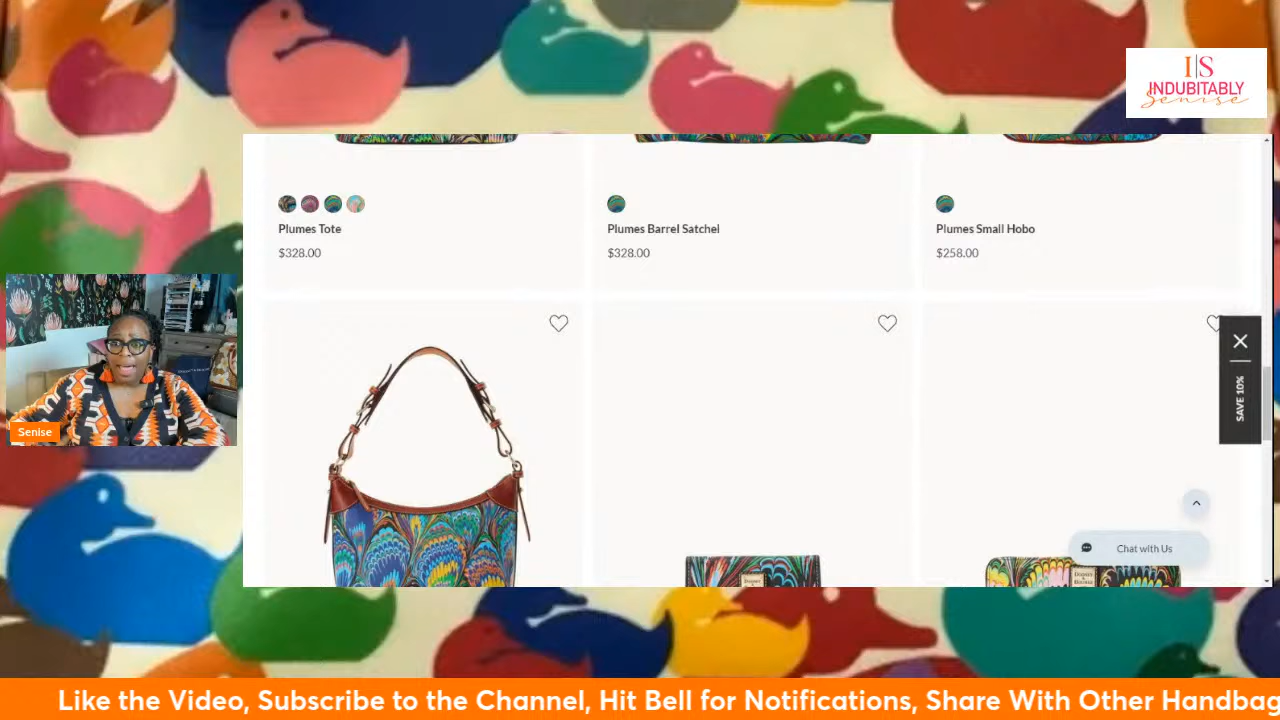 I|S
INDUBITABLY
Senise
Plumes Tote
$328.00
Plumes Barrel Satchel
$328.00
Plumes Small Hobo
$258.00
SAVE 10%
Senise
Chat with Us
Like the Video, Subscribe to the Channel, Hit Bell for Notifications, Share With Other Handbag